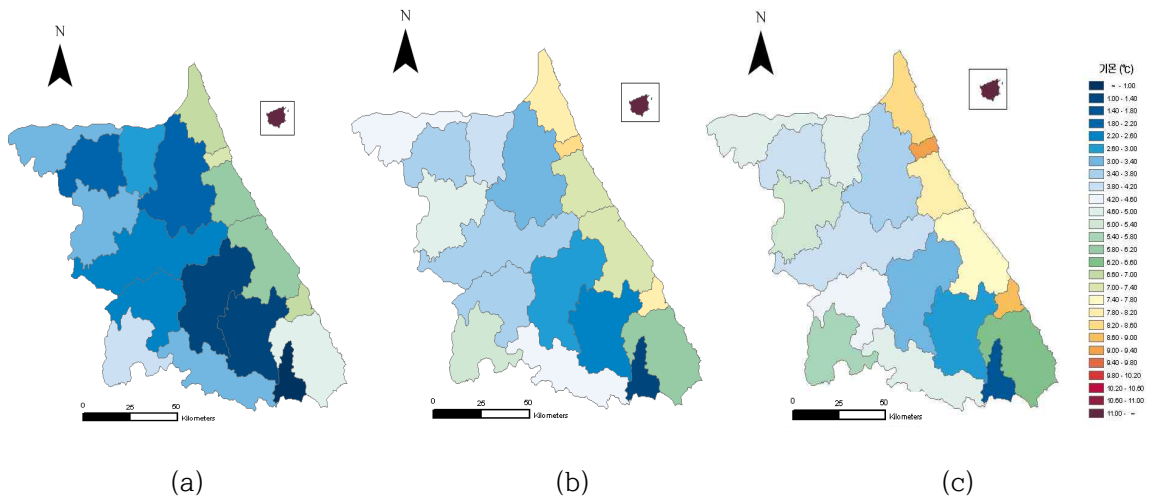 N
N
N
기온 (℃)
~ - 1.00
1.00 - 1.40
1.40 - 1.80
1.80 - 2.20
2.20 - 2.60
2.60 - 3.00
3.00 - 3.40
3.40 - 3.80
3.80 - 4.20
4.20 - 4.60
4.60 - 5.00
5.00 - 5.40
5.40 - 5.80
5.80 - 6.20
6.20 - 6.60
6.60 - 7.00
7.00 - 7.40
7.40 - 7.80
7.80 - 8.20
8.20 - 8.60
8.60 - 9.00
9.00 - 9.40
9.40 - 9.80
9.80 - 10.20
10.20 - 10.60
10.60 - 11.00
11.00 - ~
0 25 50
Kilometers
0 25 50
Kilometers
0 25 50
Kilometers
(a) (b) (c)